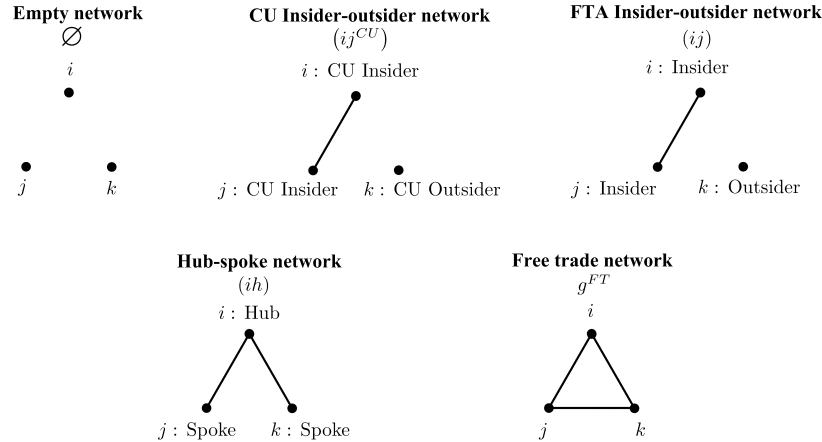 Empty network
∅
i
j
k
CU Insider-outsider network
(ij^{CU})
i : CU Insider
j : CU Insider
k : CU Outsider
FTA Insider-outsider network
(ij)
i : Insider
j : Insider
k : Outsider
Hub-spoke network
(ih)
i : Hub
j : Spoke
k : Spoke
Free trade network
g^{FT}
i
j
k